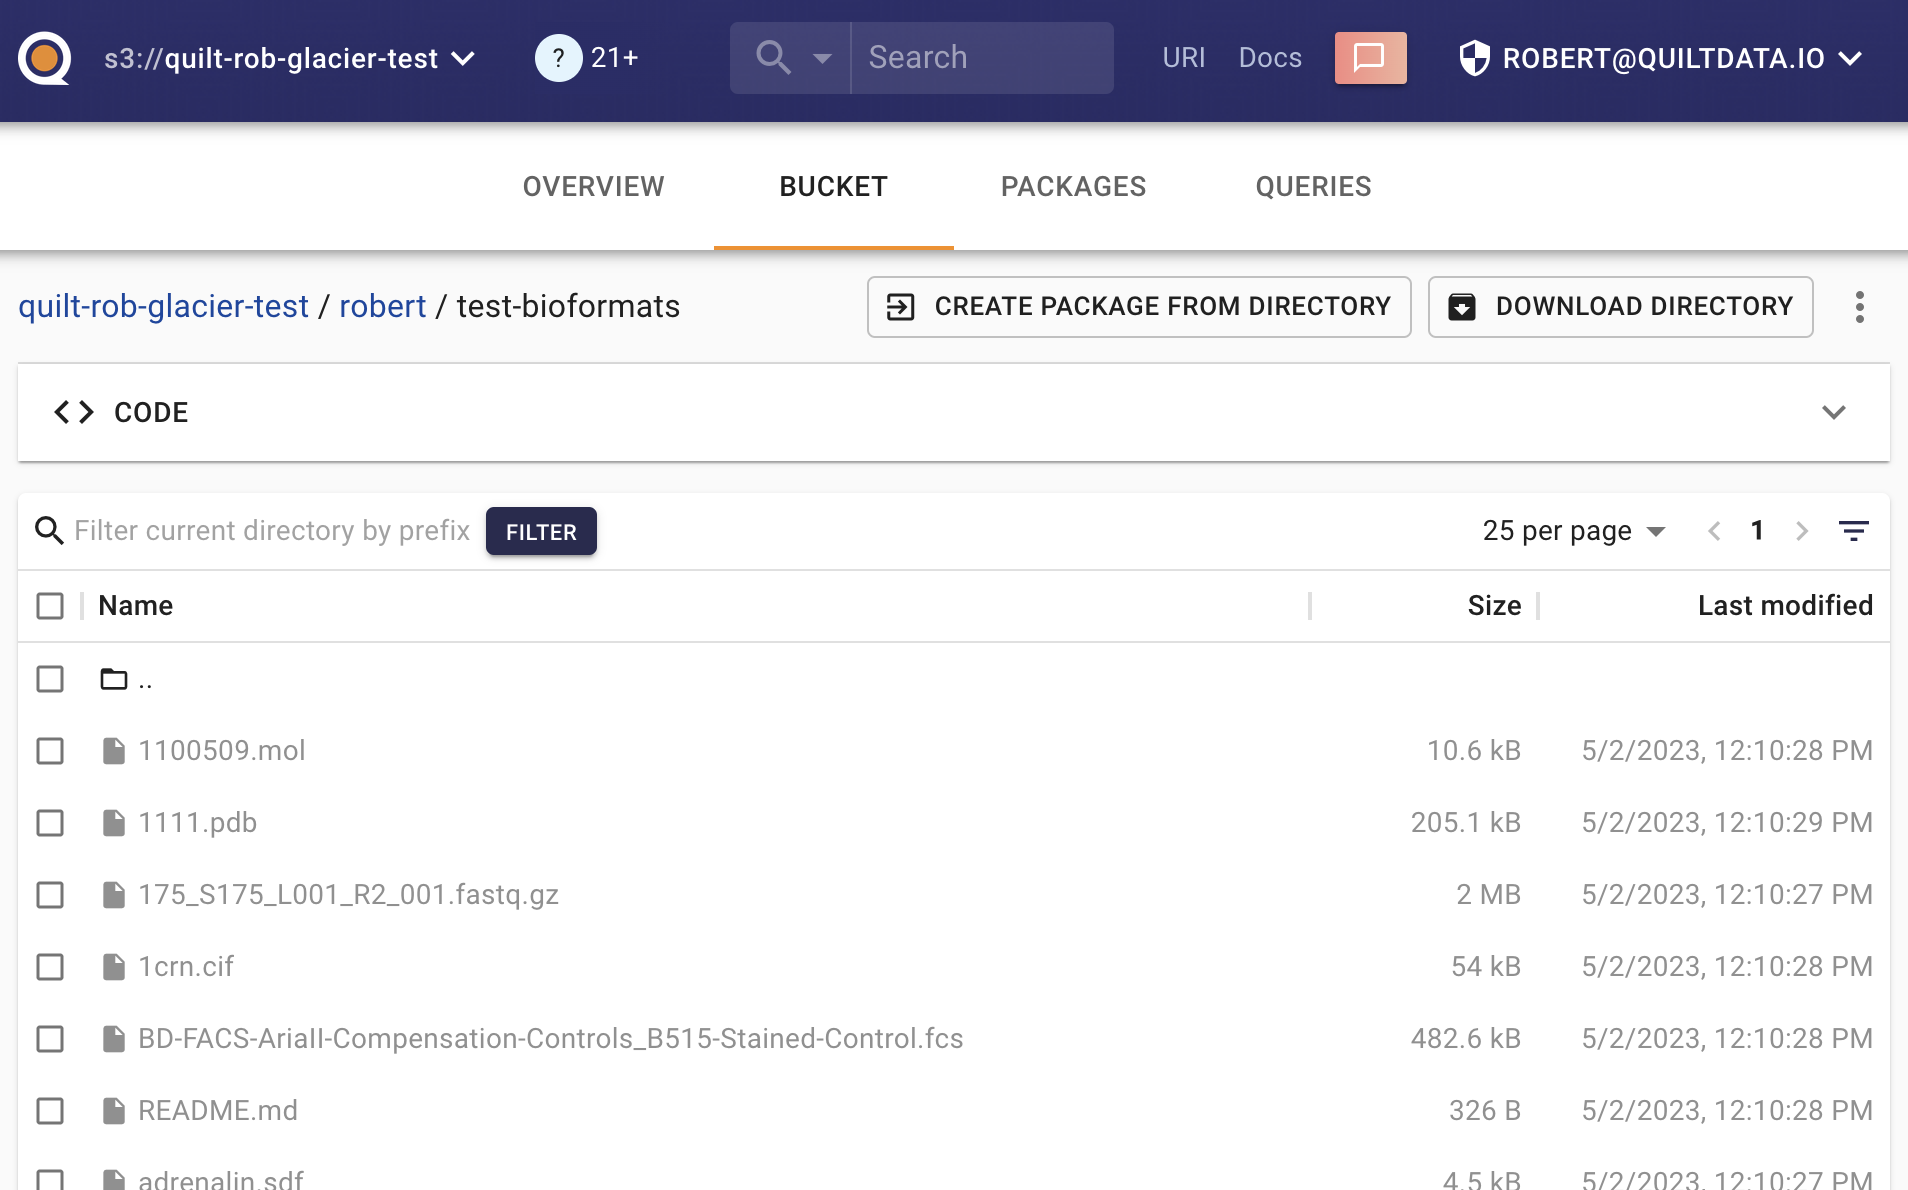 s3://quilt-rob-glacier-test ? 21+ Search URI Docs ROBERT@QUILTDATA.IO
OVERVIEW BUCKET PACKAGES QUERIES
quilt-rob-glacier-test / robert / test-bioformats CREATE PACKAGE FROM DIRECTORY DOWNLOAD DIRECTORY
<> CODE
Filter current directory by prefix FILTER 25 per page < 1 >
Name Size Last modified
..
1100509.mol 10.6 kB 5/2/2023, 12:10:28 PM
1111.pdb 205.1 kB 5/2/2023, 12:10:29 PM
175_S175_L001_R2_001.fastq.gz 2 MB 5/2/2023, 12:10:27 PM
1crn.cif 54 kB 5/2/2023, 12:10:28 PM
BD-FACS-AriaII-Compensation-Controls_B515-Stained-Control.fcs 482.6 kB 5/2/2023, 12:10:28 PM
README.md 326 B 5/2/2023, 12:10:28 PM
adrenalin.sdf 4.5 kB 5/2/2023, 12:10:27 PM